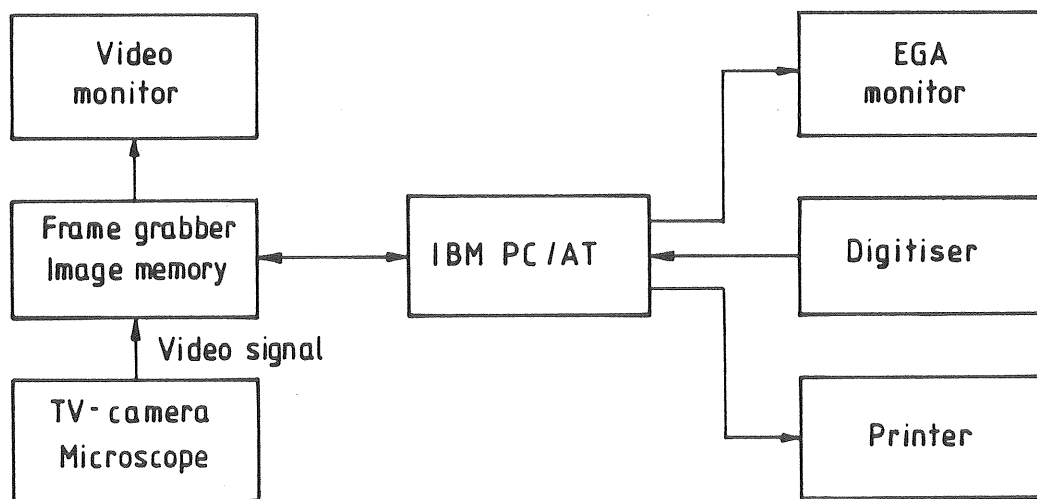 Video
monitor
EGA
monitor
Frame grabber
Image memory
IBM PC/AT
Digitiser
Video signal
TV-camera
Microscope
Printer